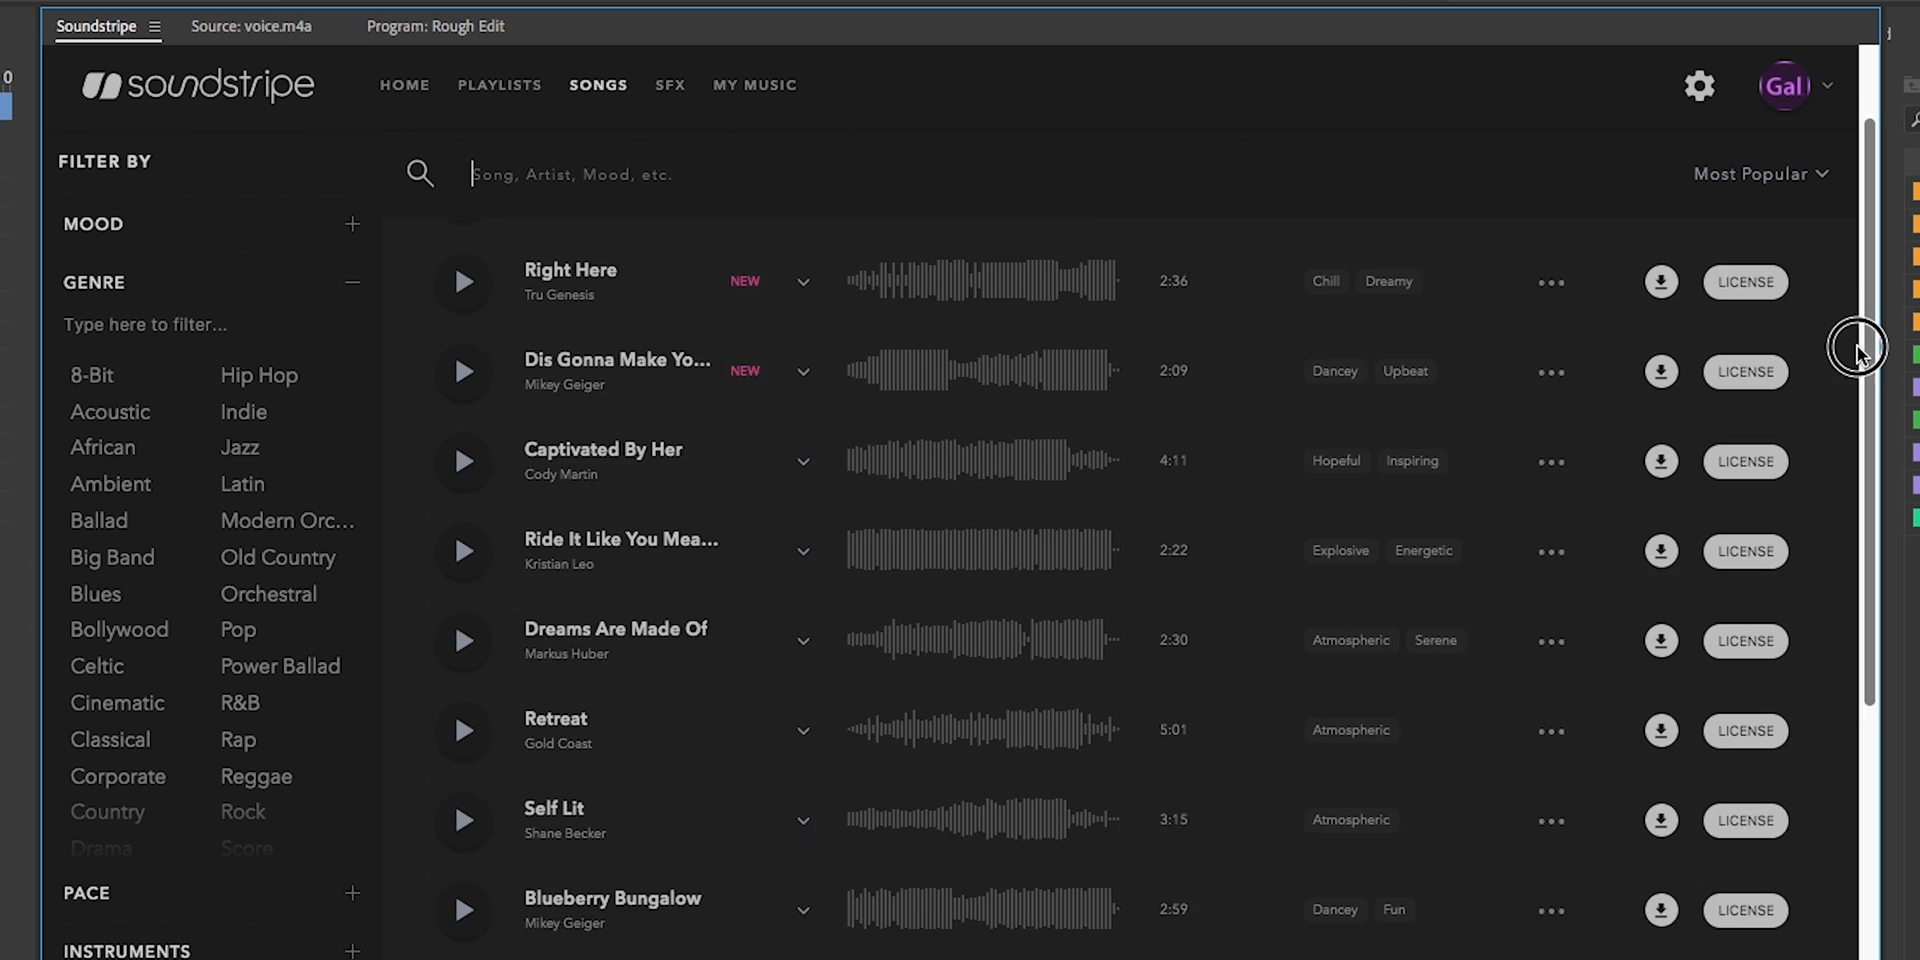 Soundstripe
Source: voice.m4a
Program: Rough Edit
0
soundstripe
HOME
PLAYLISTS
SONGS
SFX
MY MUSIC
Gal
FILTER BY
Song, Artist, Mood, etc.
Most Popular
MOOD
GENRE
Type here to filter...
8-Bit
Hip Hop
Acoustic
Indie
African
Jazz
Ambient
Latin
Ballad
Modern Orc...
Big Band
Old Country
Blues
Orchestral
Bollywood
Pop
Celtic
Power Ballad
Cinematic
R&B
Classical
Rap
Corporate
Reggae
Country
Rock
Drama
Score
PACE
INSTRUMENTS
Right Here
Tru Genesis
NEW
2:36
Chill
Dreamy
LICENSE
Dis Gonna Make Yo...
Mikey Geiger
NEW
2:09
Dancey
Upbeat
LICENSE
Captivated By Her
Cody Martin
4:11
Hopeful
Inspiring
LICENSE
Ride It Like You Mea...
Kristian Leo
2:22
Explosive
Energetic
LICENSE
Dreams Are Made Of
Markus Huber
2:30
Atmospheric
Serene
LICENSE
Retreat
Gold Coast
5:01
Atmospheric
LICENSE
Self Lit
Shane Becker
3:15
Atmospheric
LICENSE
Blueberry Bungalow
Mikey Geiger
2:59
Dancey
Fun
LICENSE